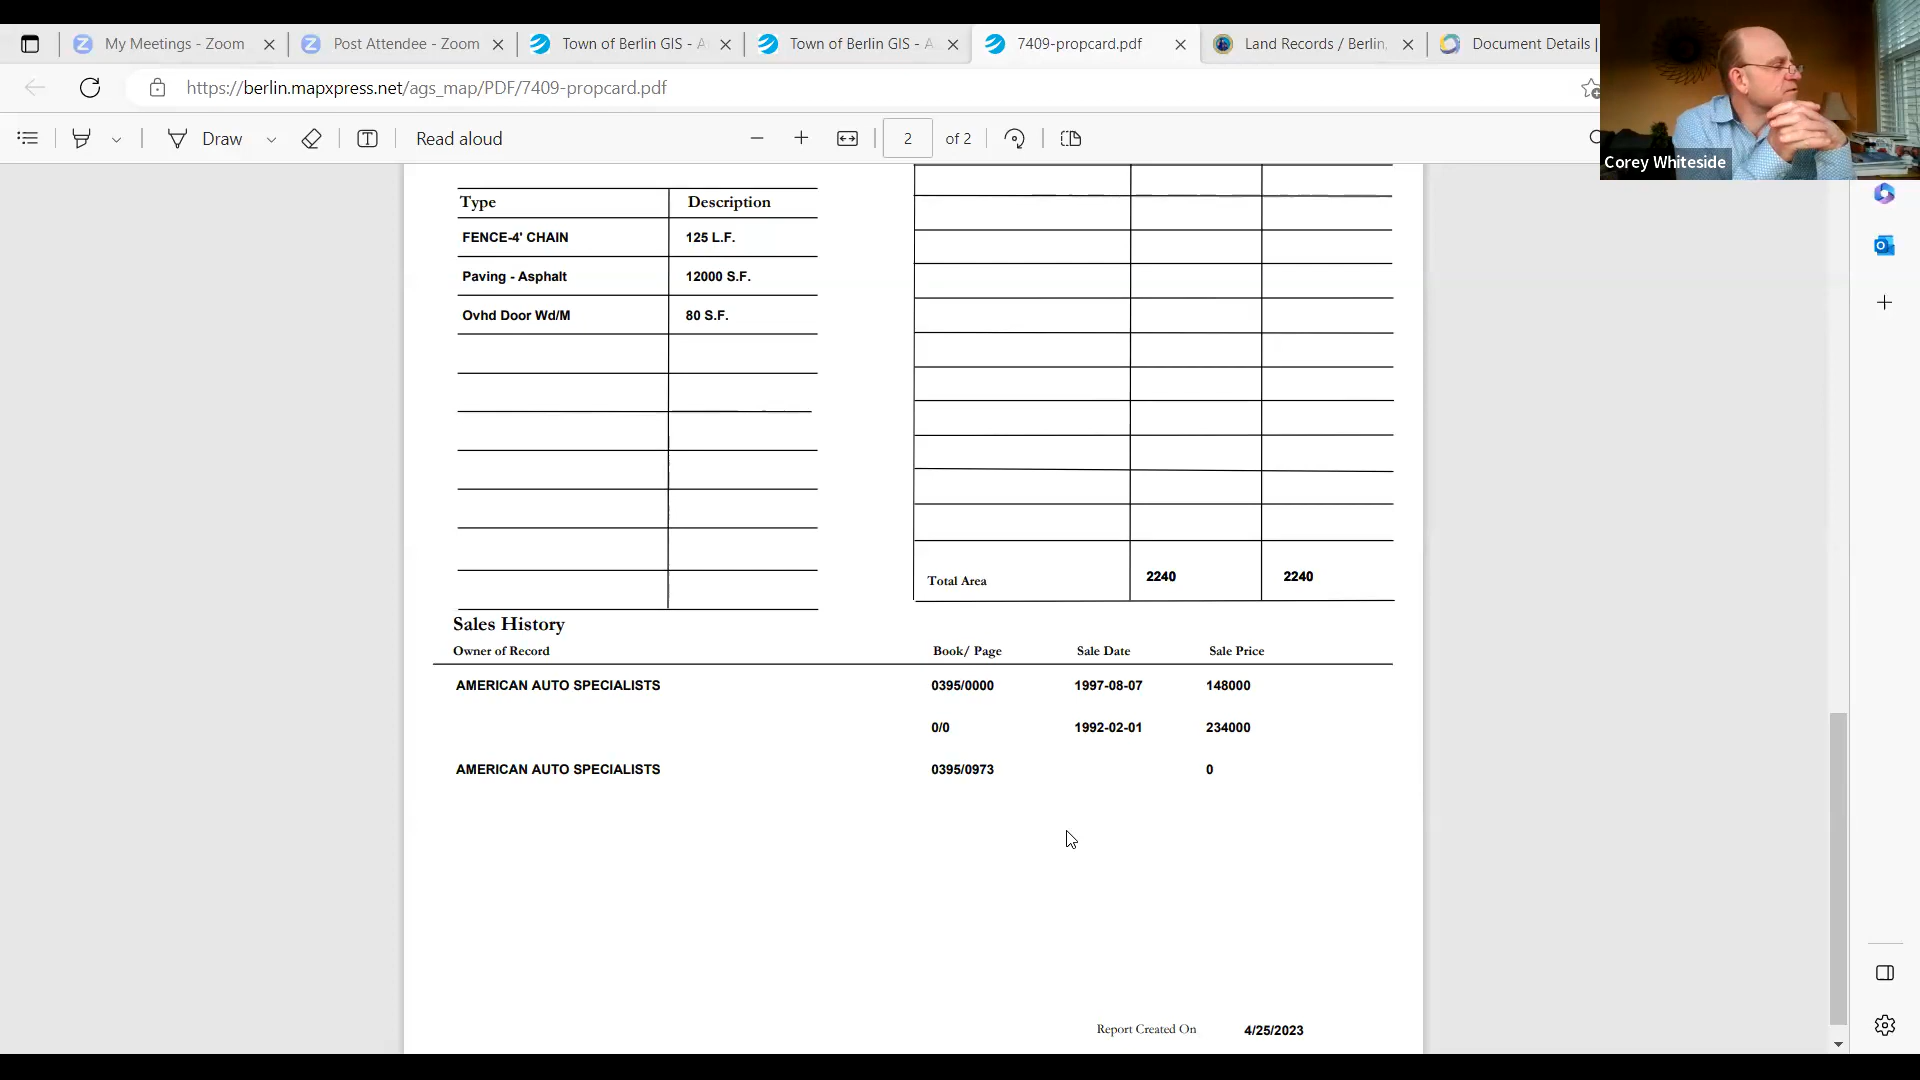 My Meetings - Zoom
Post Attendee - Zoom
Town of Berlin GIS - A
Town of Berlin GIS - A
7409-propcard.pdf
Land Records / Berlin,
Document Details |
https://berlin.mapxpress.net/ags_map/PDF/7409-propcard.pdf
Draw
Read aloud
2
of 2
Corey Whiteside
Type Description
FENCE-4' CHAIN 125 L.F.
Paving - Asphalt 12000 S.F.
Ovhd Door Wd/M 80 S.F.
Total Area 2240 2240
Sales History
Owner of Record Book/ Page Sale Date Sale Price
AMERICAN AUTO SPECIALISTS 0395/0000 1997-08-07 148000
0/0 1992-02-01 234000
AMERICAN AUTO SPECIALISTS 0395/0973 0
Report Created On 4/25/2023